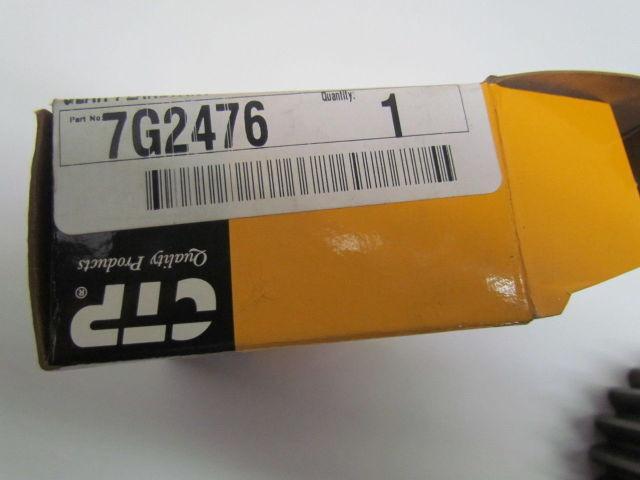 Part No.
7G2476
Quantity:
1
CTP®
Quality Products